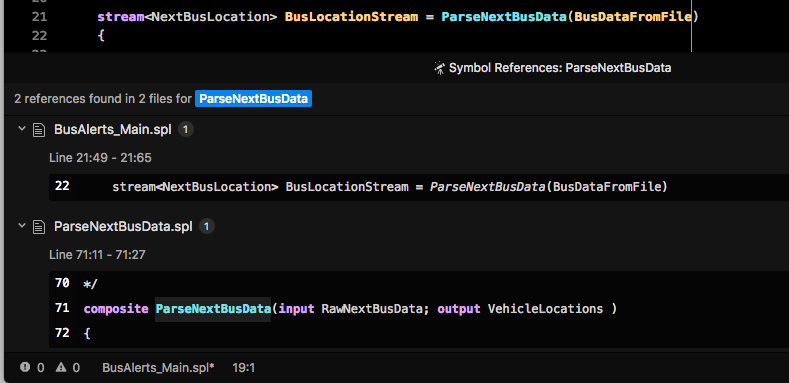 21 stream<NextBusLocation> BusLocationStream = ParseNextBusData(BusDataFromFile)
22 {
Symbol References: ParseNextBusData
2 references found in 2 files for ParseNextBusData
BusAlerts_Main.spl 1
Line 21:49 - 21:65
22 stream<NextBusLocation> BusLocationStream = ParseNextBusData(BusDataFromFile)
ParseNextBusData.spl 1
Line 71:11 - 71:27
70 */
71 composite ParseNextBusData(input RawNextBusData; output VehicleLocations )
72 {
0 0 BusAlerts_Main.spl* 19:1